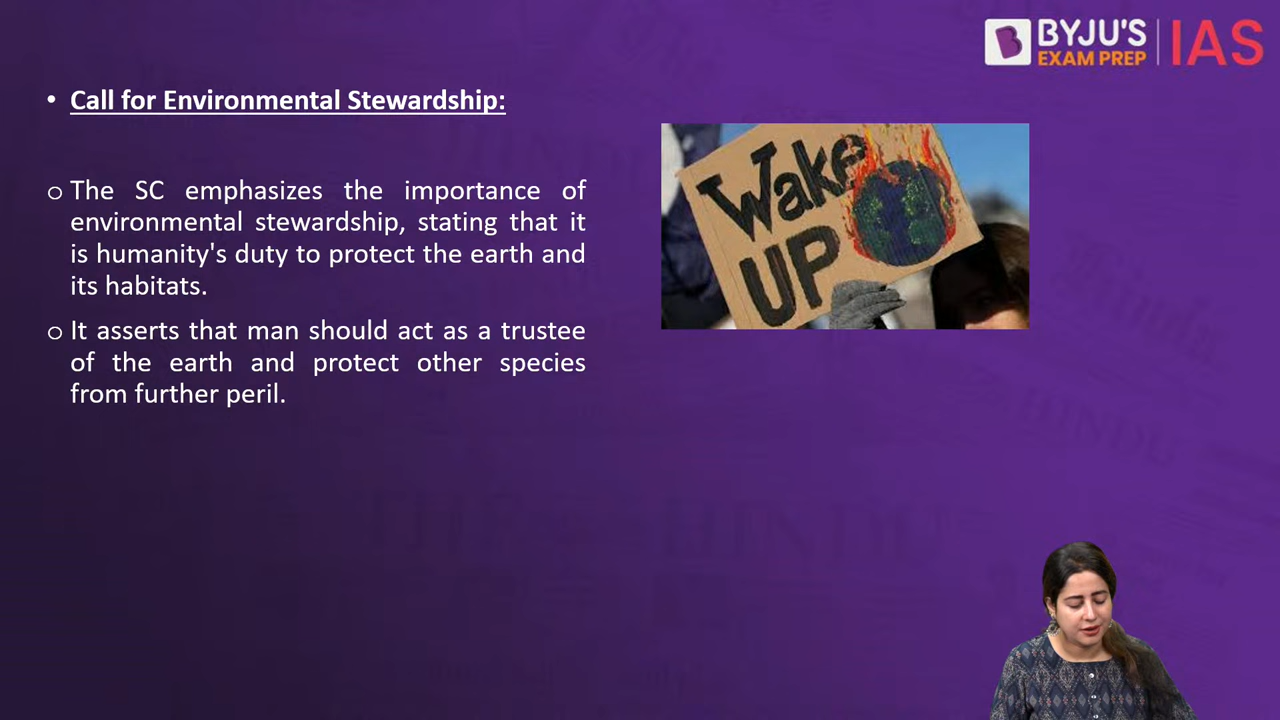 BYJU'S
EXAM PREP
IAS
• Call for Environmental Stewardship:
o The SC emphasizes the importance of
environmental stewardship, stating that it
is humanity's duty to protect the earth and
its habitats.
o It asserts that man should act as a trustee
of the earth and protect other species
from further peril.
Wake
UP